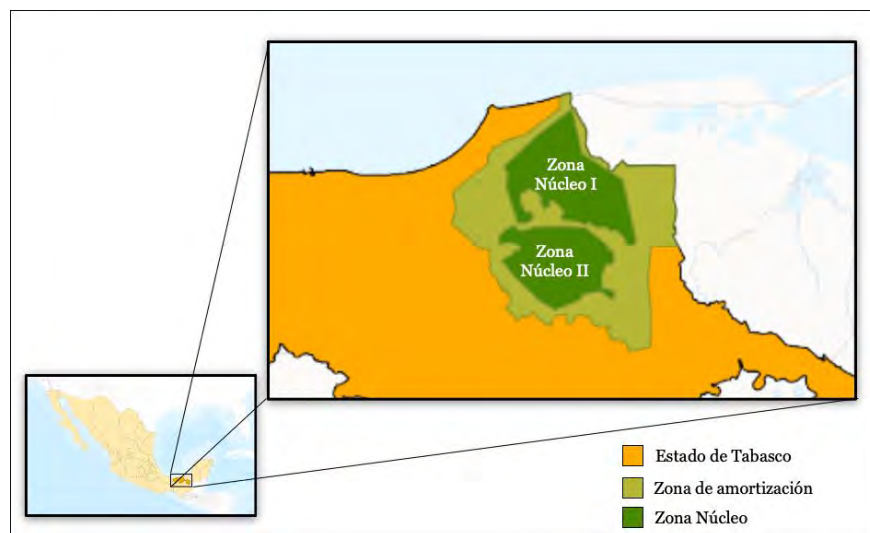 Zona
Núcleo I
Zona
Núcleo II
Estado de Tabasco
Zona de amortización
Zona Núcleo